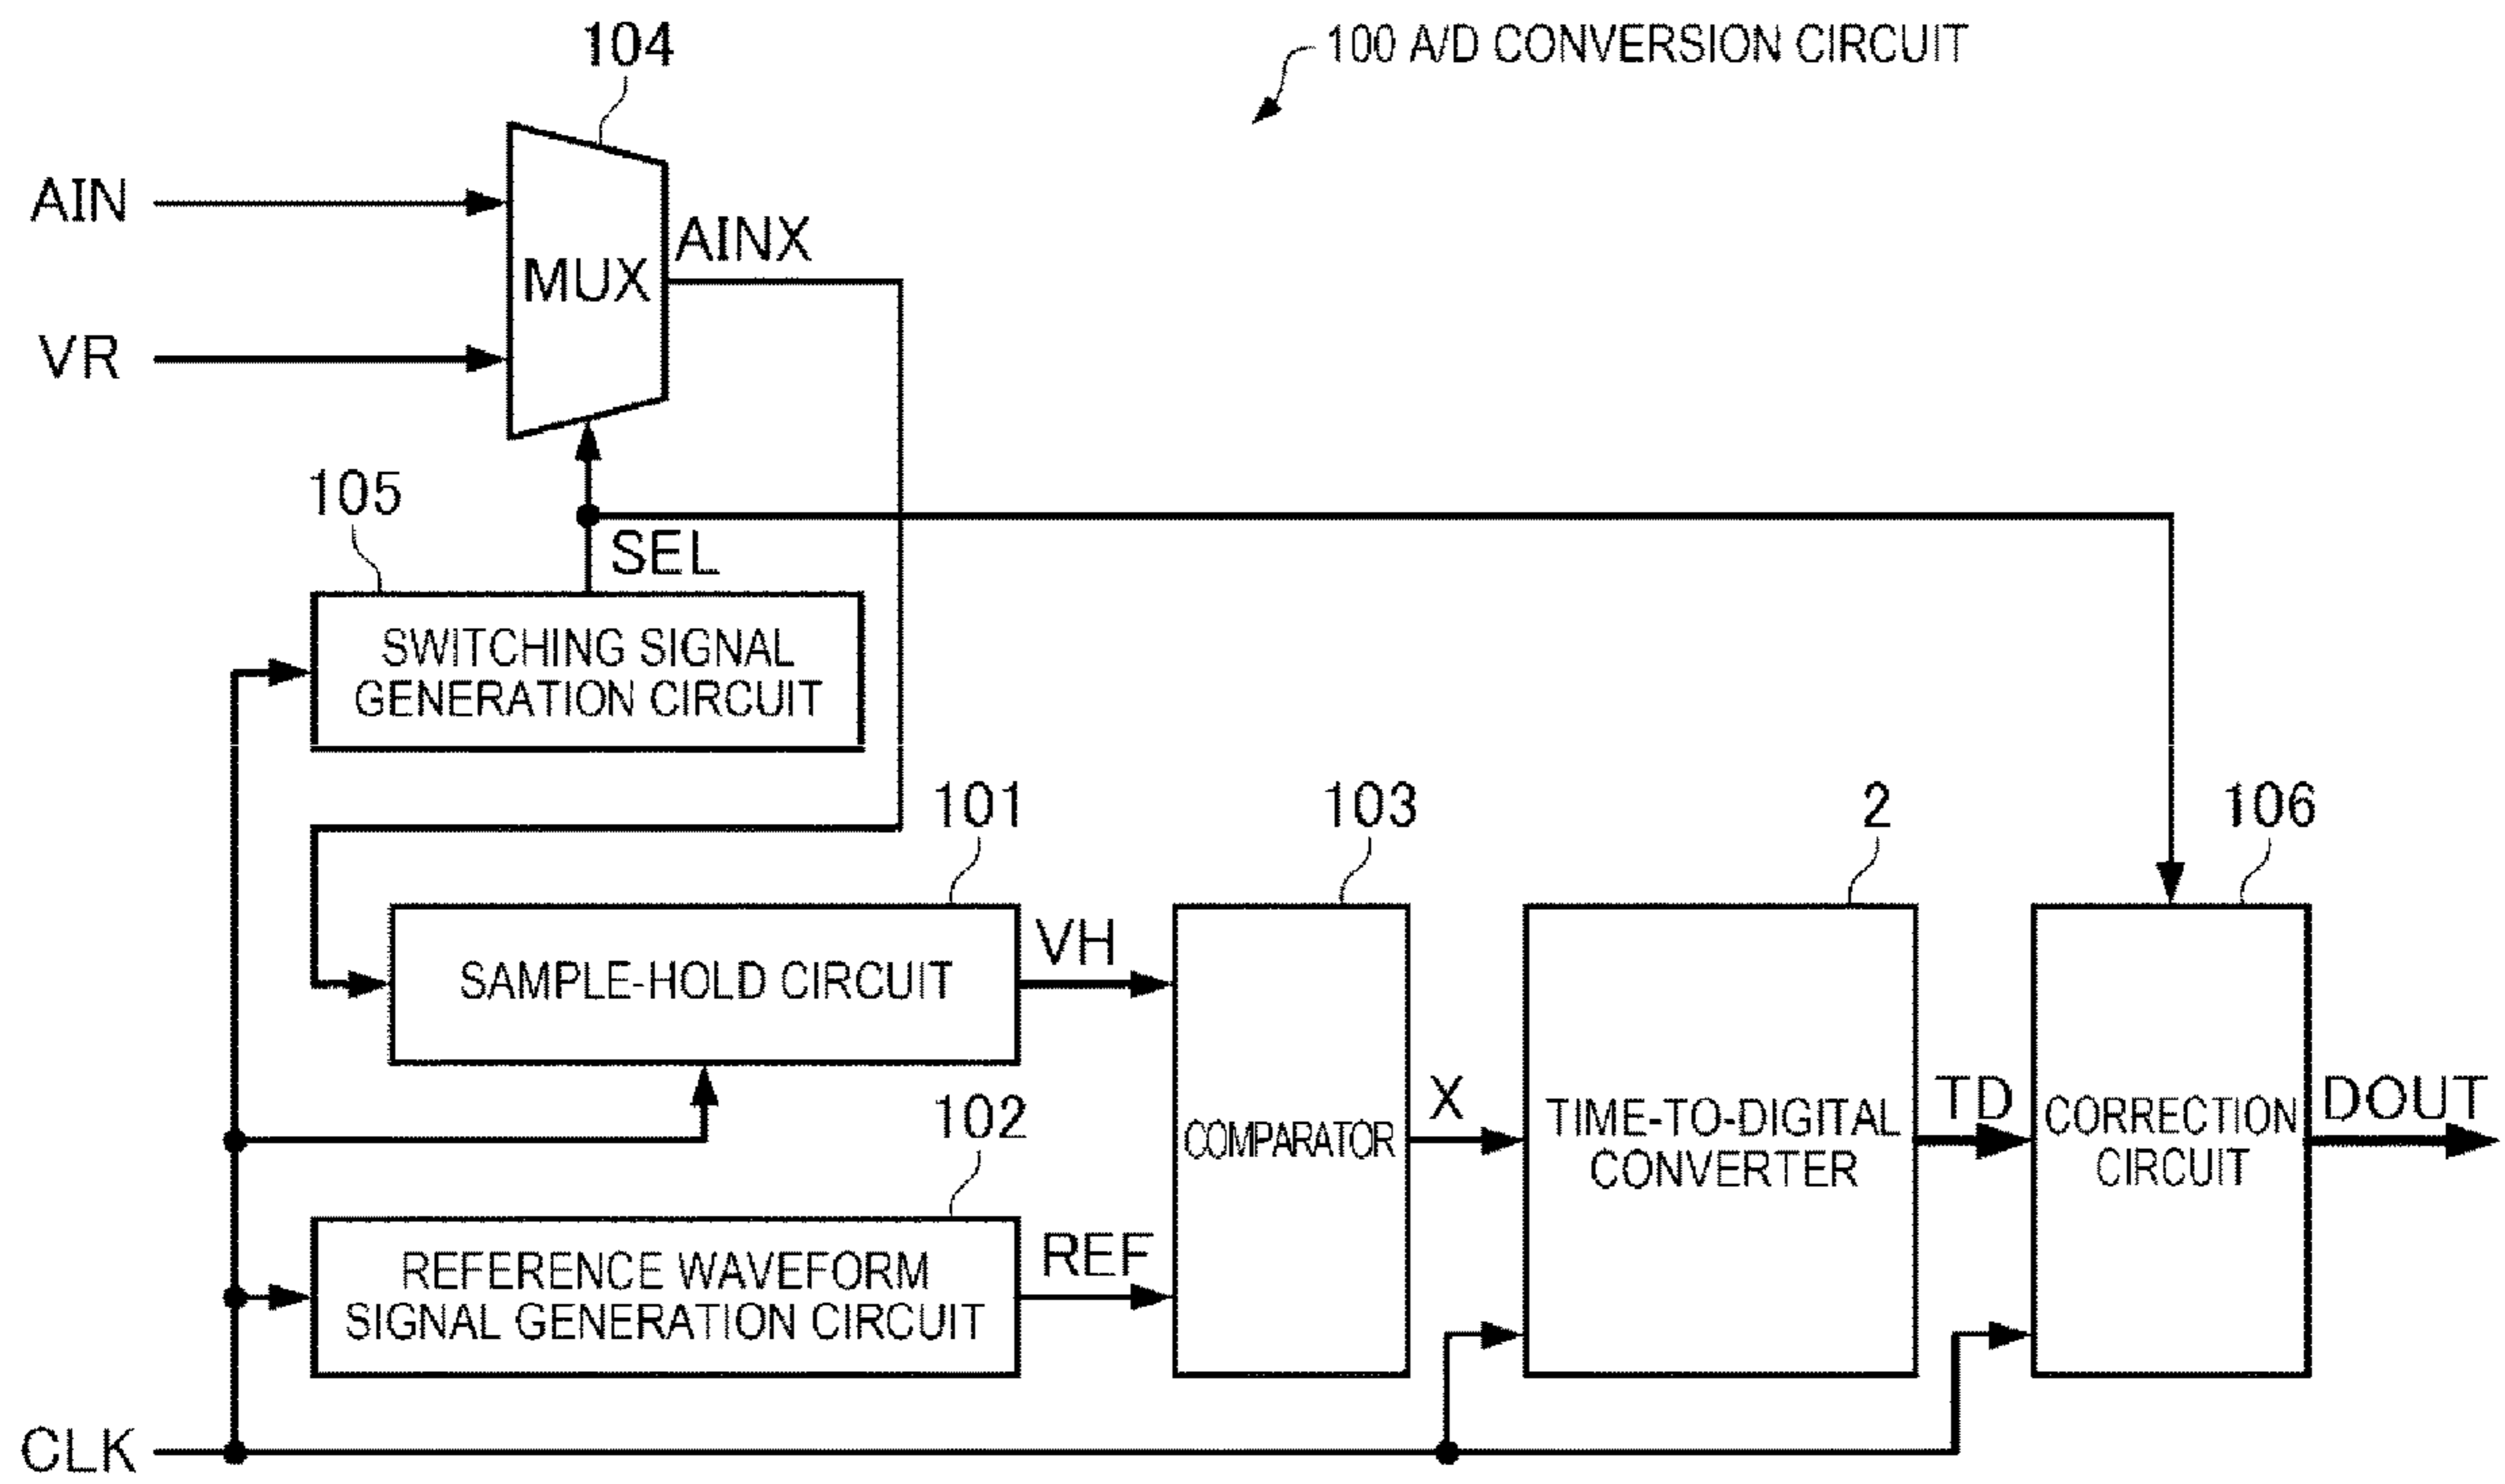 104
100 A/D CONVERSION CIRCUIT
AIN
MUX
AINX
VR
105
SEL
SWITCHING SIGNAL
GENERATION CIRCUIT
101
103
2
106
SAMPLE-HOLD CIRCUIT
VH
COMPARATOR
X
TIME-TO-DIGITAL
CONVERTER
TD
CORRECTION
CIRCUIT
DOUT
102
REFERENCE WAVEFORM
SIGNAL GENERATION CIRCUIT
REF
CLK